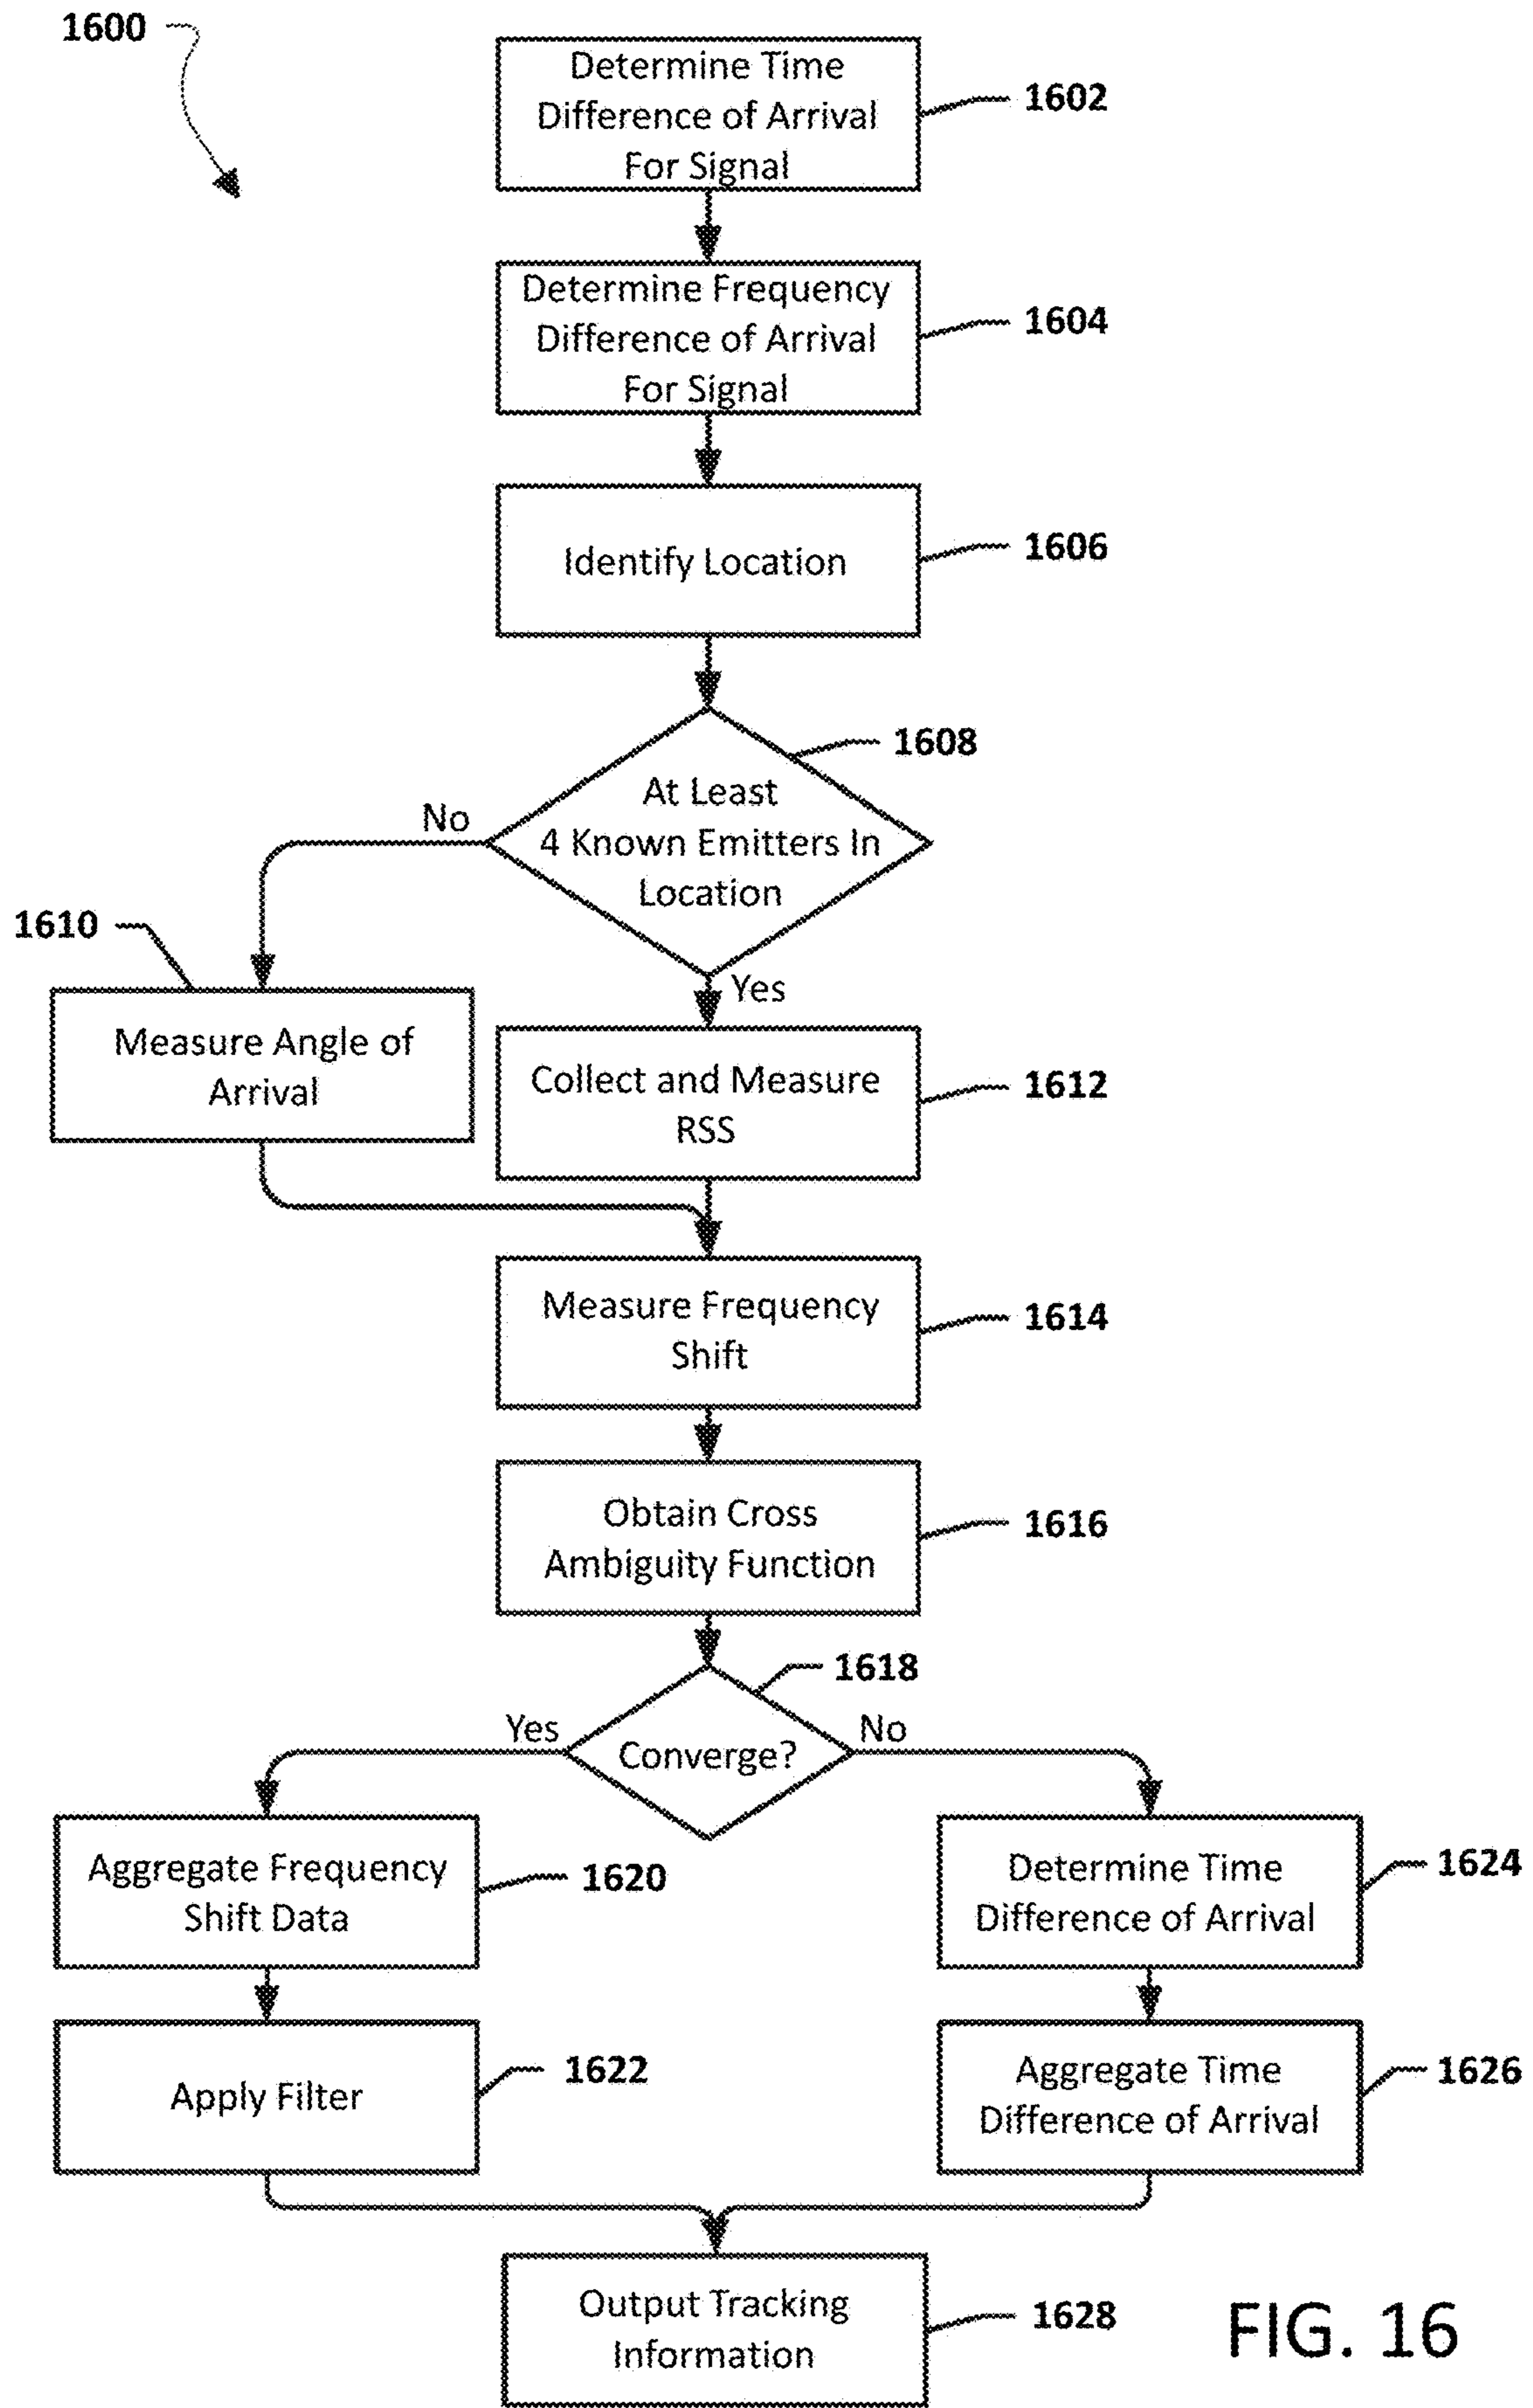 1600
Determine Time
Difference of Arrival
For Signal
1602
Determine Frequency
Difference of Arrival
For Signal
1604
Identify Location
1606
1608
At Least
4 Known Emitters In
Location
No
Yes
1610
Measure Angle of
Arrival
Collect and Measure
RSS
1612
Measure Frequency
Shift
1614
Obtain Cross
Ambiguity Function
1616
1618
Converge?
Yes
No
Aggregate Frequency
Shift Data
1620
Determine Time
Difference of Arrival
1624
Apply Filter
1622
Aggregate Time
Difference of Arrival
1626
Output Tracking
Information
1628
FIG. 16